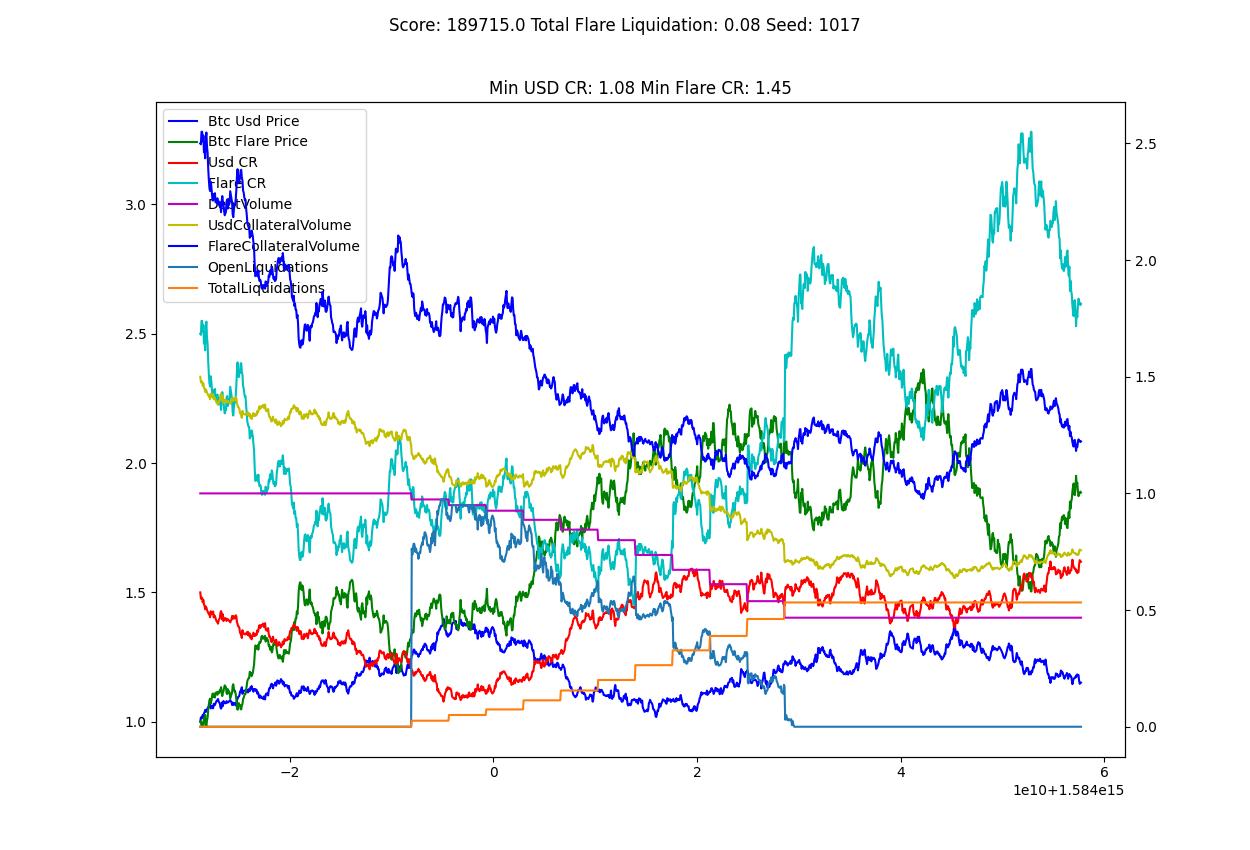 Score: 189715.0 Total Flare Liquidation: 0.08 Seed: 1017
Min USD CR: 1.08 Min Flare CR: 1.45
Btc Usd Price
Btc Flare Price
Usd CR
Flare CR
DebtVolume
UsdCollateralVolume
FlareCollateralVolume
OpenLiquidations
TotalLiquidations
3.0
2.5
2.0
1.5
1.0
2.5
2.0
1.5
1.0
0.5
0.0
−2
0
2
4
6
1e10+1.584e15